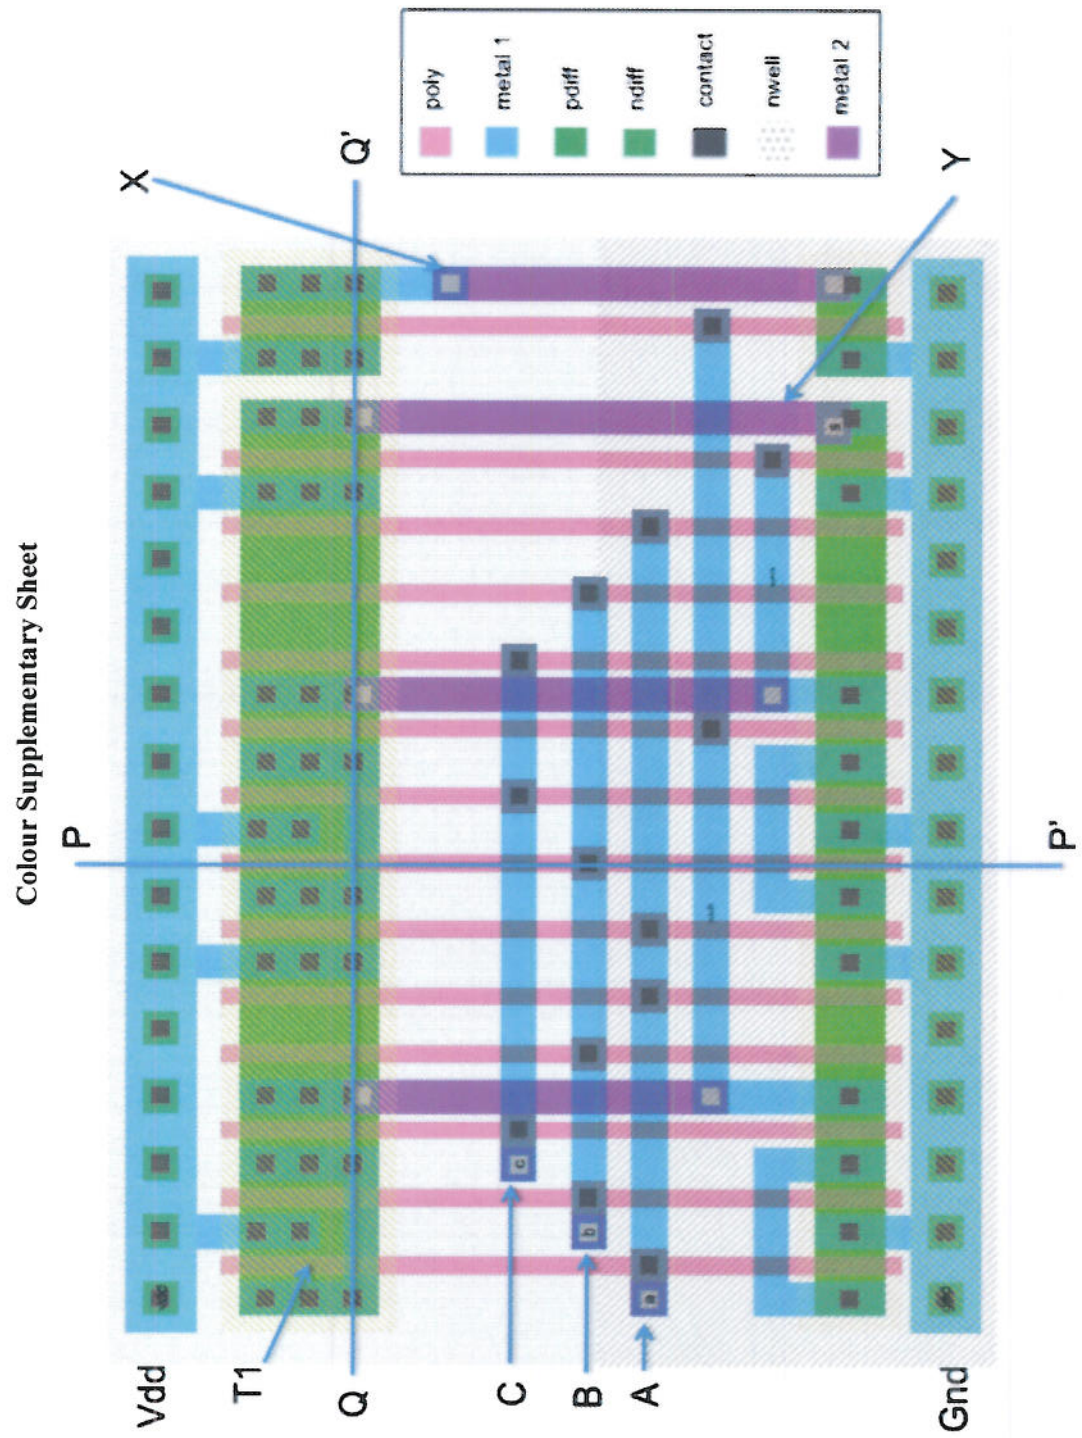 Colour Supplementary Sheet
Vdd
T1
Q
C
B
A
Gnd
P
P'
X
Q'
Y
c
b
a
s
poly
metal 1
pdiff
ndiff
contact
nwell
metal 2